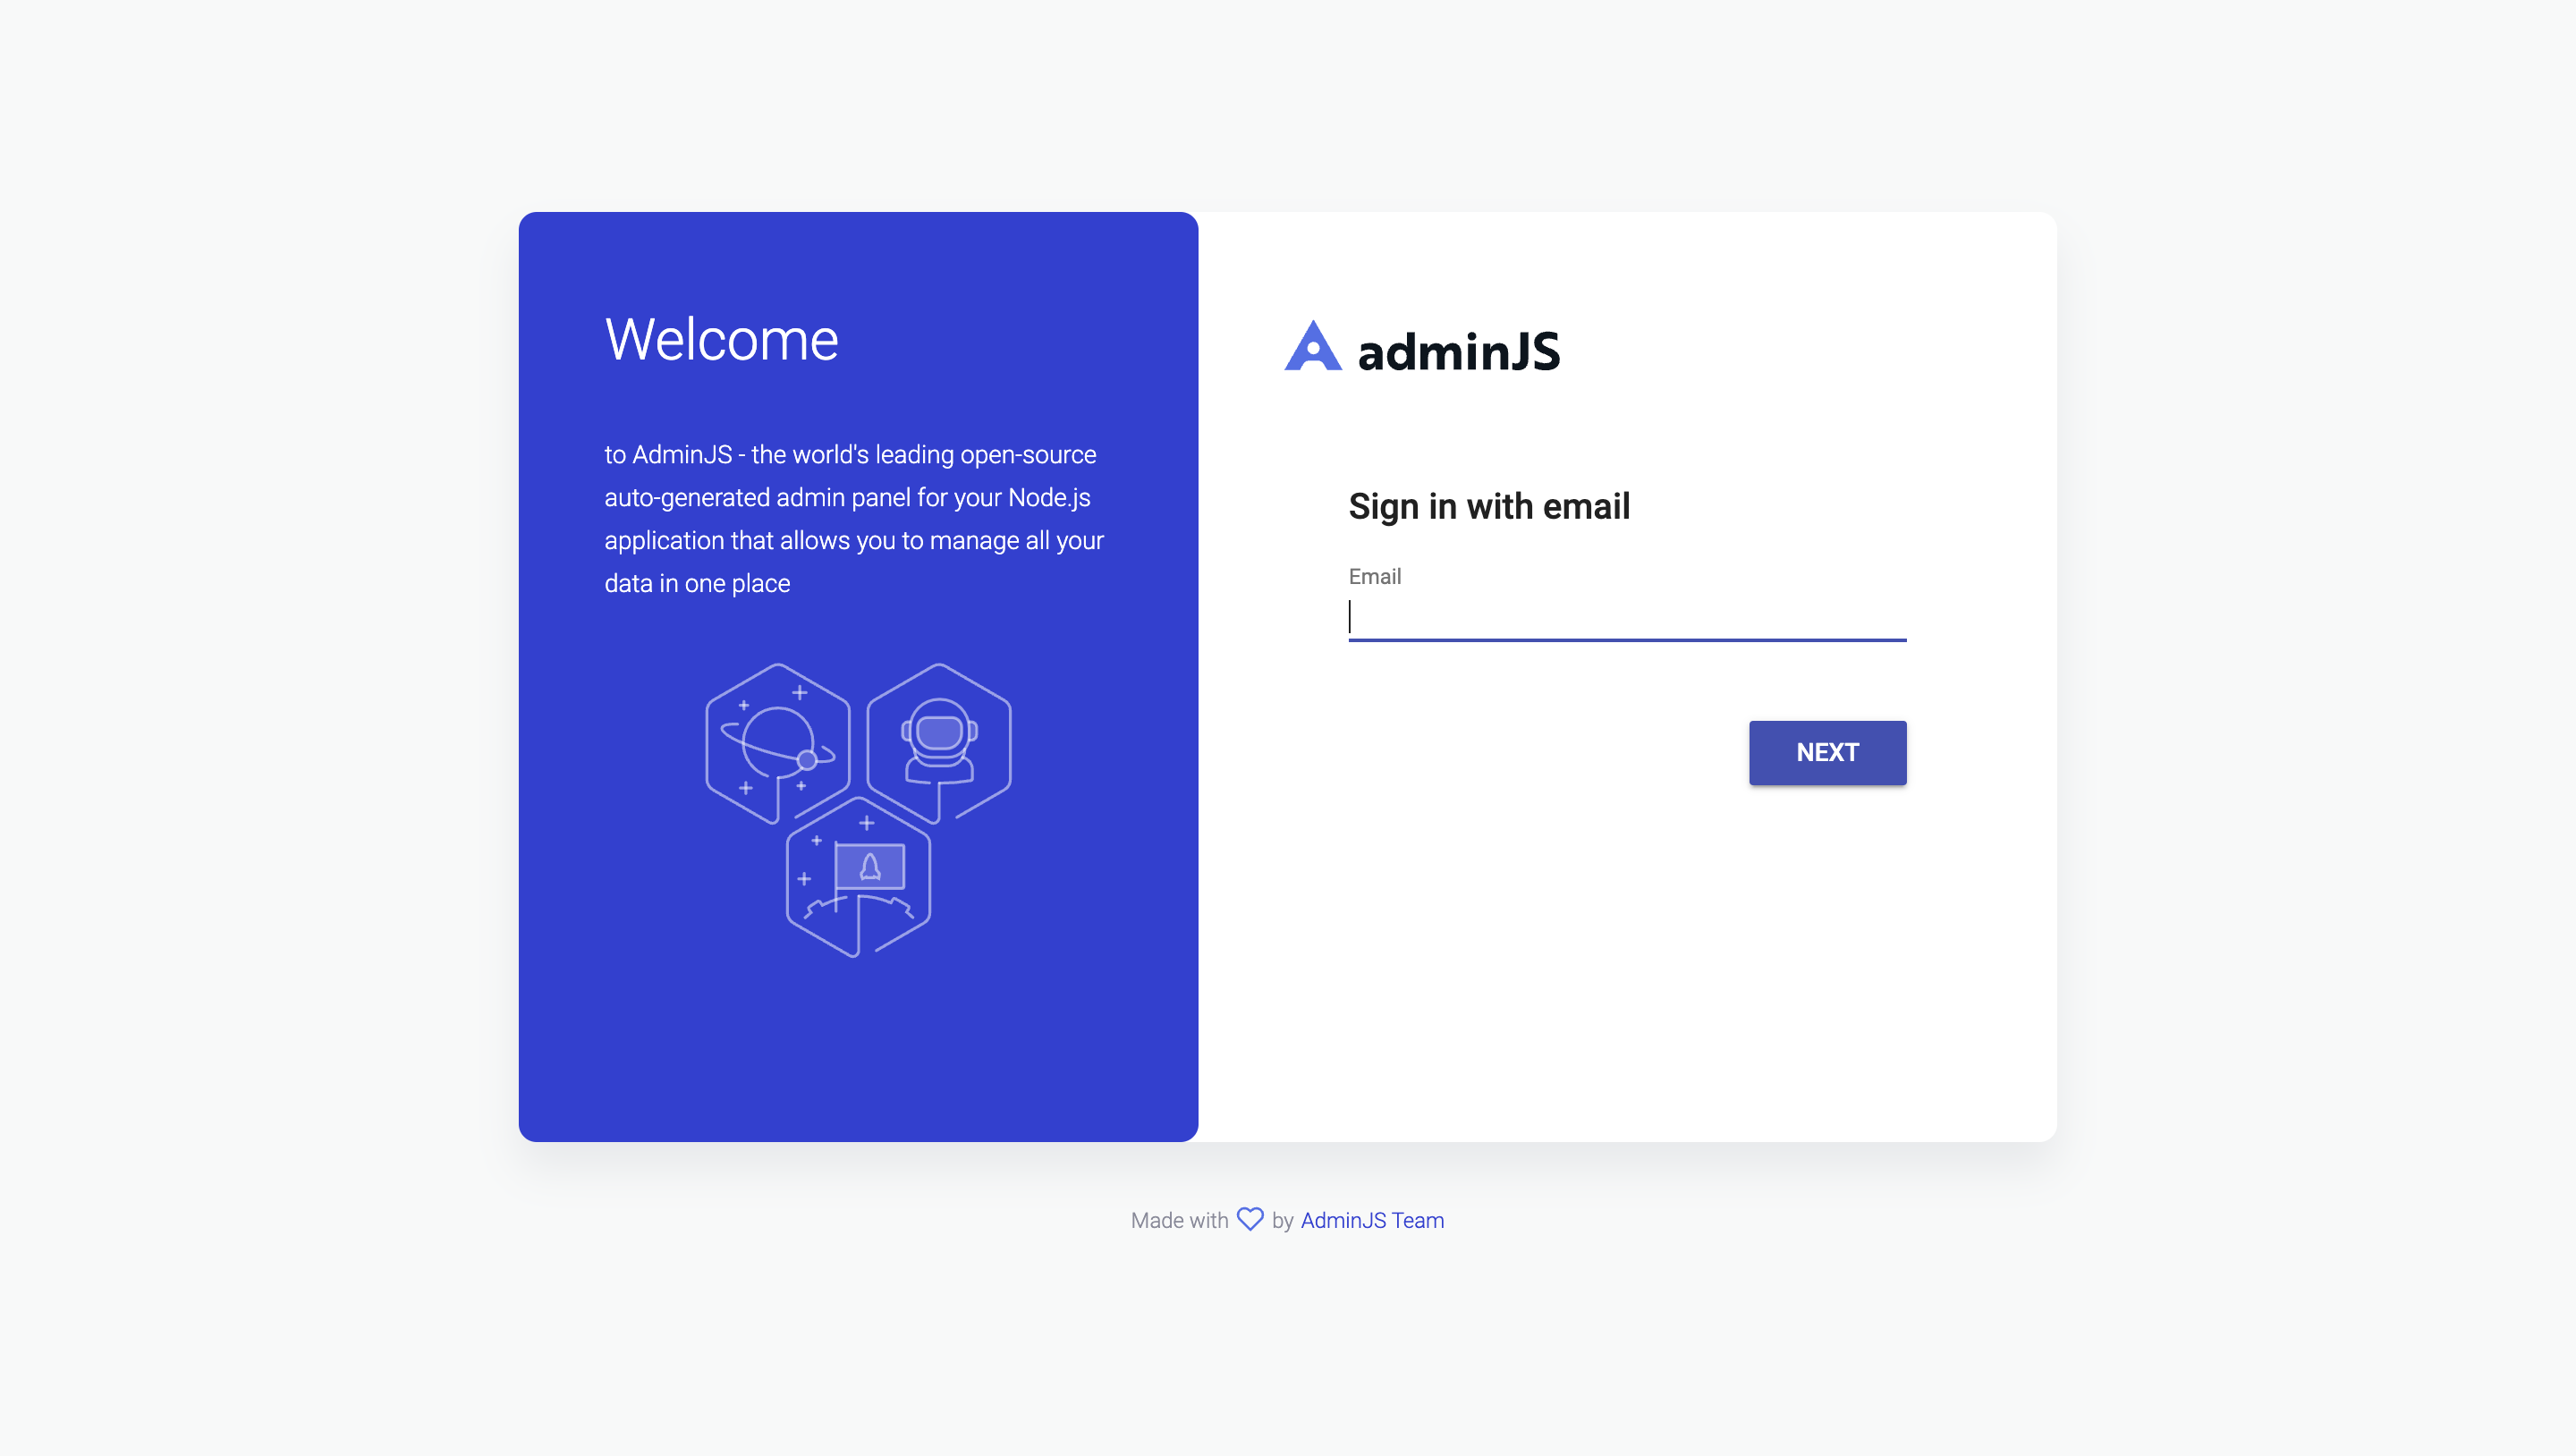 Welcome
to AdminJS - the world's leading open-source
auto-generated admin panel for your Node.js
application that allows you to manage all your
data in one place
adminJS
Sign in with email
Email
NEXT
Made with by AdminJS Team